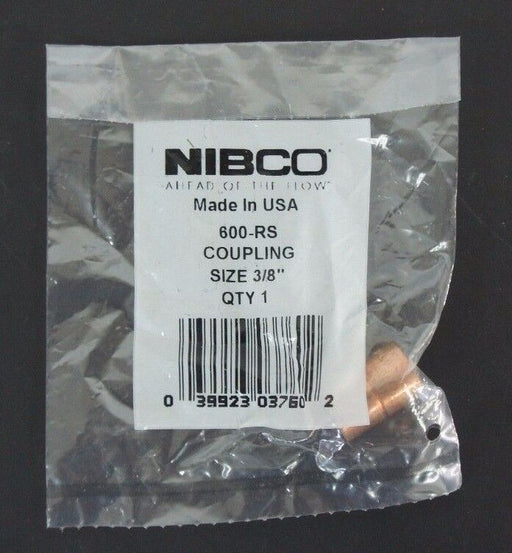 NIBCO
AHEAD OF THE FLOW
Made In USA
600-RS
COUPLING
SIZE 3/8"
QTY 1
0 39923 03760 2